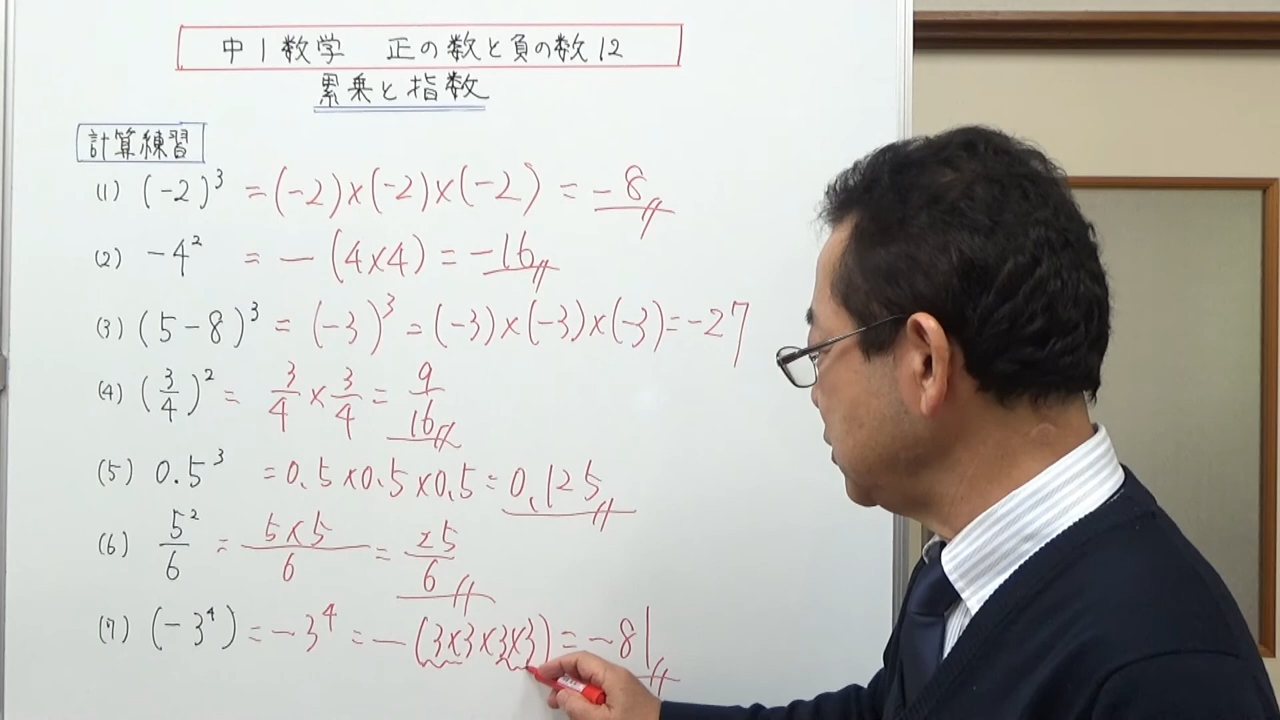 中1数学 正の数と負の数12
累乗と指数
計算練習
(1) (-2)³ = (-2)×(-2)×(-2) = -8
(2) -4² = -(4×4) = -16
(3) (5-8)³ = (-3)³ = (-3)×(-3)×(-3) = -27
(4) (3/4)² = 3/4 × 3/4 = 9/16
(5) 0.5³ = 0.5×0.5×0.5 = 0.125
(6) 5²/6 = 5×5/6 = 25/6
(7) (-3⁴) = -3⁴ = -(3×3×3×3) = -81